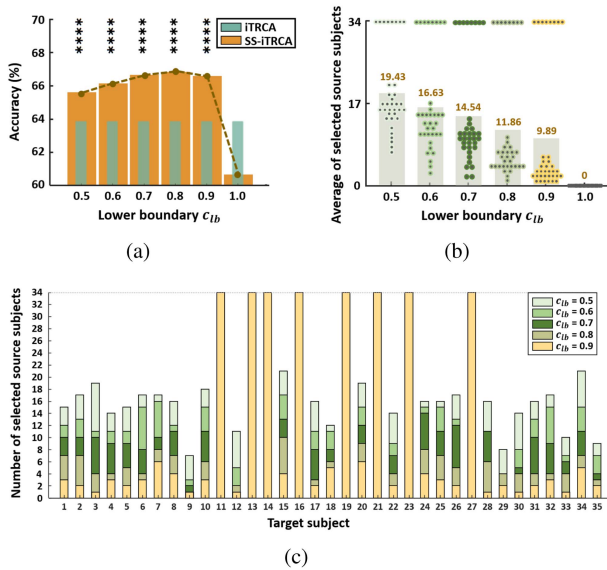 70
68
66
64
62
60
Accuracy (%)
**** **** **** **** ****
iTRCA
SS-iTRCA
0.5 0.6 0.7 0.8 0.9 1.0
Lower boundary c_lb
(a)
34
17
0
Average of selected source subjects
19.43
16.63
14.54
11.86
9.89
0
0.5 0.6 0.7 0.8 0.9 1.0
Lower boundary c_lb
(b)
34
32
30
28
26
24
22
20
18
16
14
12
10
8
6
4
2
0
Number of selected source subjects
c_lb = 0.5
c_lb = 0.6
c_lb = 0.7
c_lb = 0.8
c_lb = 0.9
1 2 3 4 5 6 7 8 9 10 11 12 13 14 15 16 17 18 19 20 21 22 23 24 25 26 27 28 29 30 31 32 33 34 35
Target subject
(c)